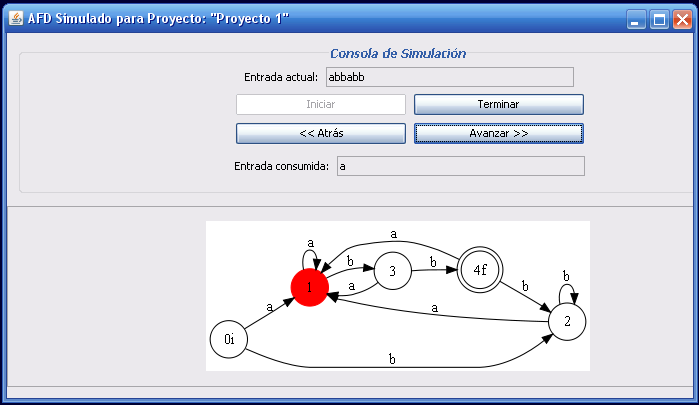 AFD Simulado para Proyecto: "Proyecto 1"
Consola de Simulación
Entrada actual: abbabb
Iniciar Terminar
<< Atrás Avanzar >>
Entrada consumida: a
a
a
b
b
b
1
3
4f
a
b
a
a
2
0i
b